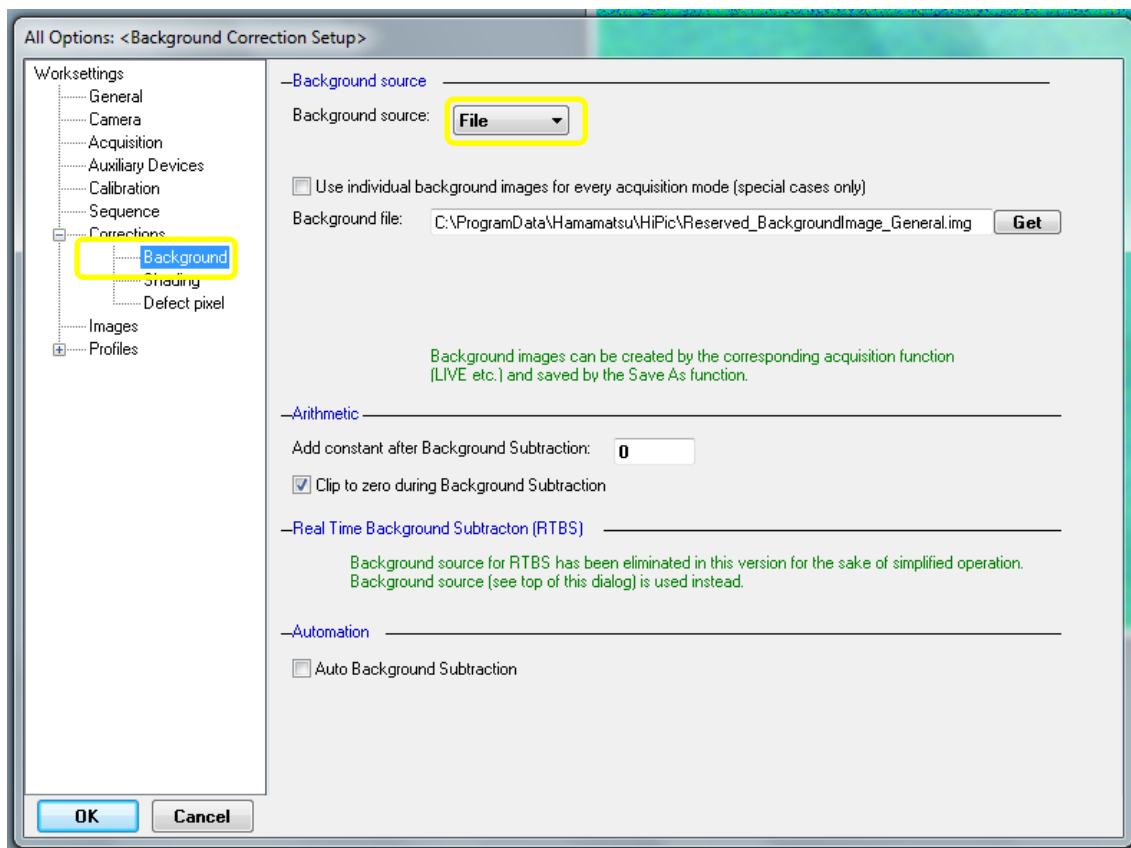 All Options: <Background Correction Setup>
Worksettings
General
Camera
Acquisition
Auxiliary Devices
Calibration
Sequence
Corrections
Background
Shading
Defect pixel
Images
Profiles
Background source
Background source: File
Use individual background images for every acquisition mode (special cases only)
Background file: C:\ProgramData\Hamamatsu\HiPic\Reserved_BackgroundImage_General.img Get
Background images can be created by the corresponding acquisition function
(LIVE etc.) and saved by the Save As function.
Arithmetic
Add constant after Background Subtraction: 0
Clip to zero during Background Subtraction
Real Time Background Subtracton (RTBS)
Background source for RTBS has been eliminated in this version for the sake of simplified operation.
Background source (see top of this dialog) is used instead.
Automation
Auto Background Subtraction
OK Cancel